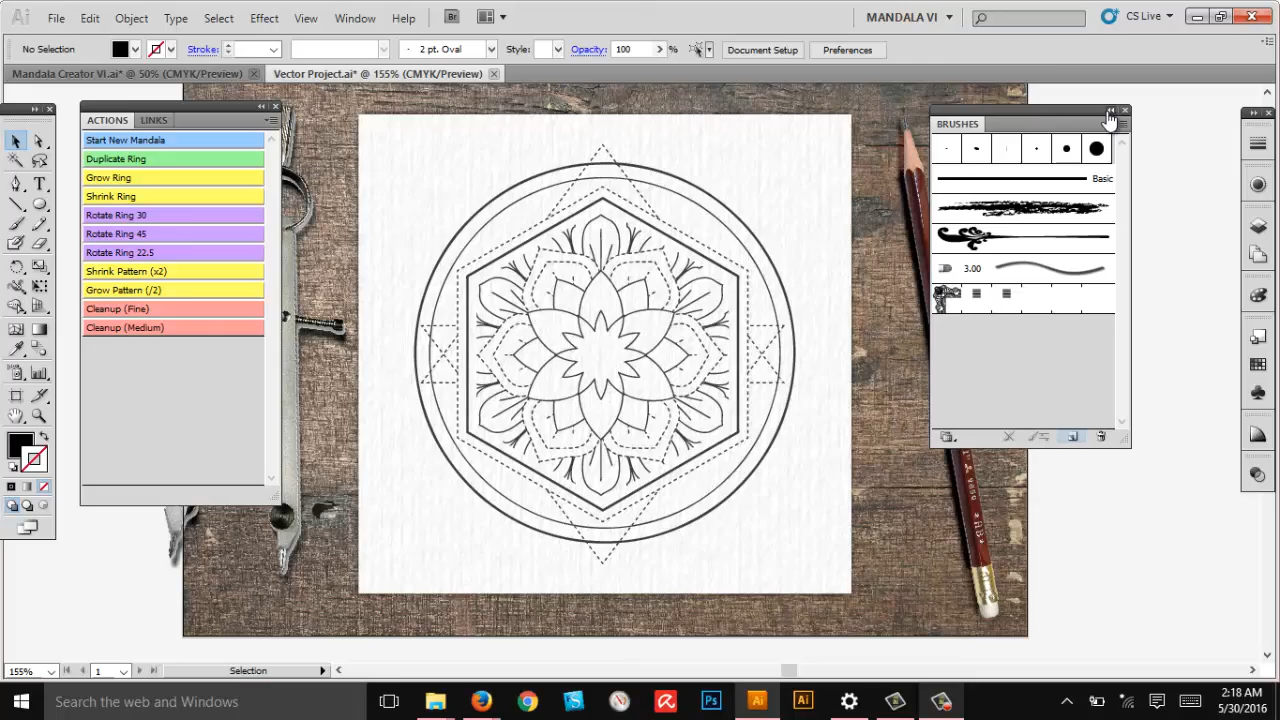 Ai File Edit Object Type Select Effect View Window Help Br MANDALA VI CS Live
No Selection Stroke: 2 pt. Oval Style: Opacity: 100 % Document Setup Preferences
Mandala Creator VI.ai* @ 50% (CMYK/Preview) Vector Project.ai* @ 155% (CMYK/Preview)
ACTIONS LINKS
Start New Mandala
Duplicate Ring
Grow Ring
Shrink Ring
Rotate Ring 30
Rotate Ring 45
Rotate Ring 22.5
Shrink Pattern (x2)
Grow Pattern (/2)
Cleanup (Fine)
Cleanup (Medium)
BRUSHES
Basic
3.00
155% 1 Selection
Search the web and Windows Ps Ai Ai 2:18 AM
5/30/2016